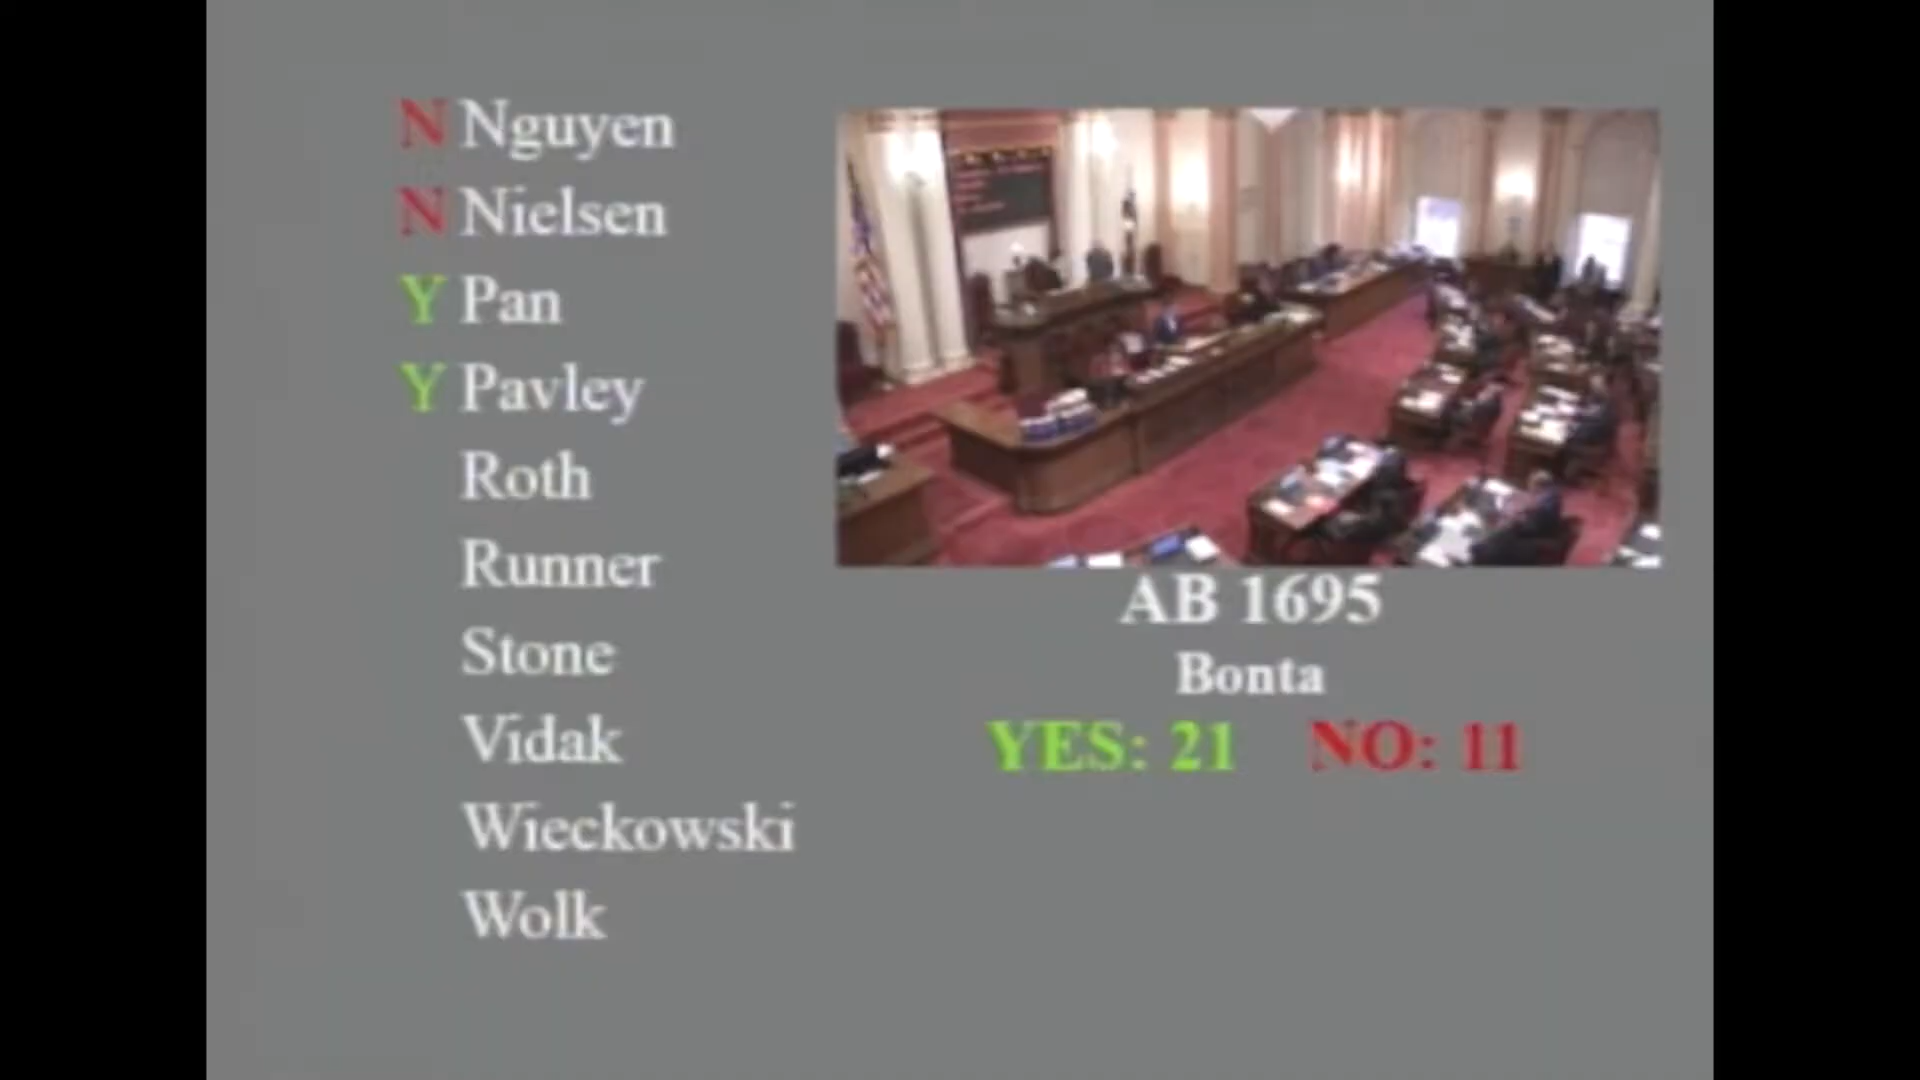 N Nguyen
N Nielsen
Y Pan
Y Pavley
Roth
Runner
Stone
Vidak
Wieckowski
Wolk
AB 1695
Bonta
YES: 21 NO: 11